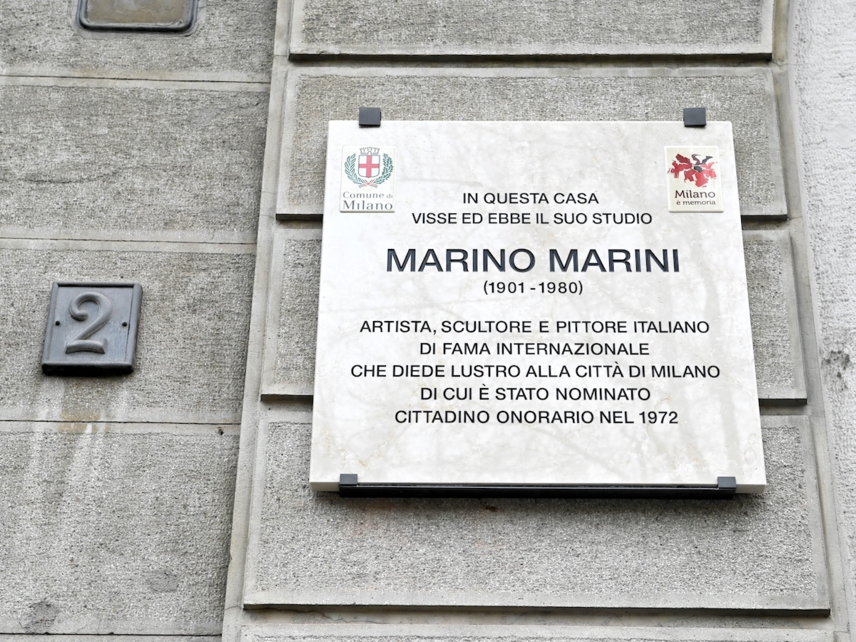 Comune di
Milano
Milano
è memoria
IN QUESTA CASA
VISSE ED EBBE IL SUO STUDIO
MARINO MARINI
(1901 - 1980)
ARTISTA, SCULTORE E PITTORE ITALIANO
DI FAMA INTERNAZIONALE
CHE DIEDE LUSTRO ALLA CITTÀ DI MILANO
DI CUI È STATO NOMINATO
CITTADINO ONORARIO NEL 1972
2